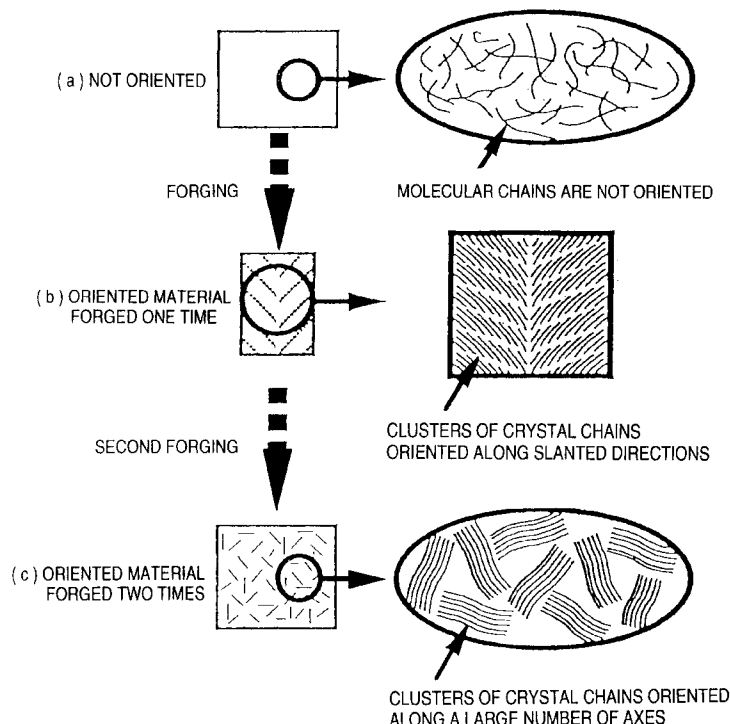 ( a ) NOT ORIENTED
MOLECULAR CHAINS ARE NOT ORIENTED
FORGING
( b ) ORIENTED MATERIAL
FORGED ONE TIME
CLUSTERS OF CRYSTAL CHAINS
ORIENTED ALONG SLANTED DIRECTIONS
SECOND FORGING
( c ) ORIENTED MATERIAL
FORGED TWO TIMES
CLUSTERS OF CRYSTAL CHAINS ORIENTED
ALONG A LARGE NUMBER OF AXES